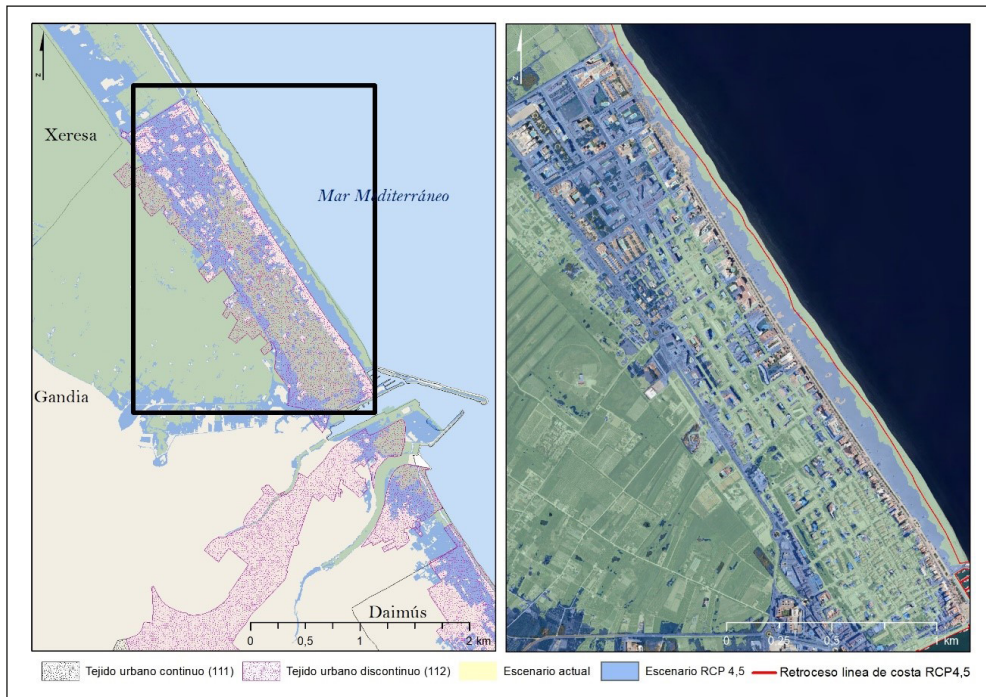 Z
Xeresa
Mar Mediterráneo
Gandia
Daimús
0 0,5 1 2 km
Z
0 0,25 0,5 1 km
Tejido urbano continuo (111)
Tejido urbano discontinuo (112)
Escenario actual
Escenario RCP 4,5
Retroceso linea de costa RCP4,5